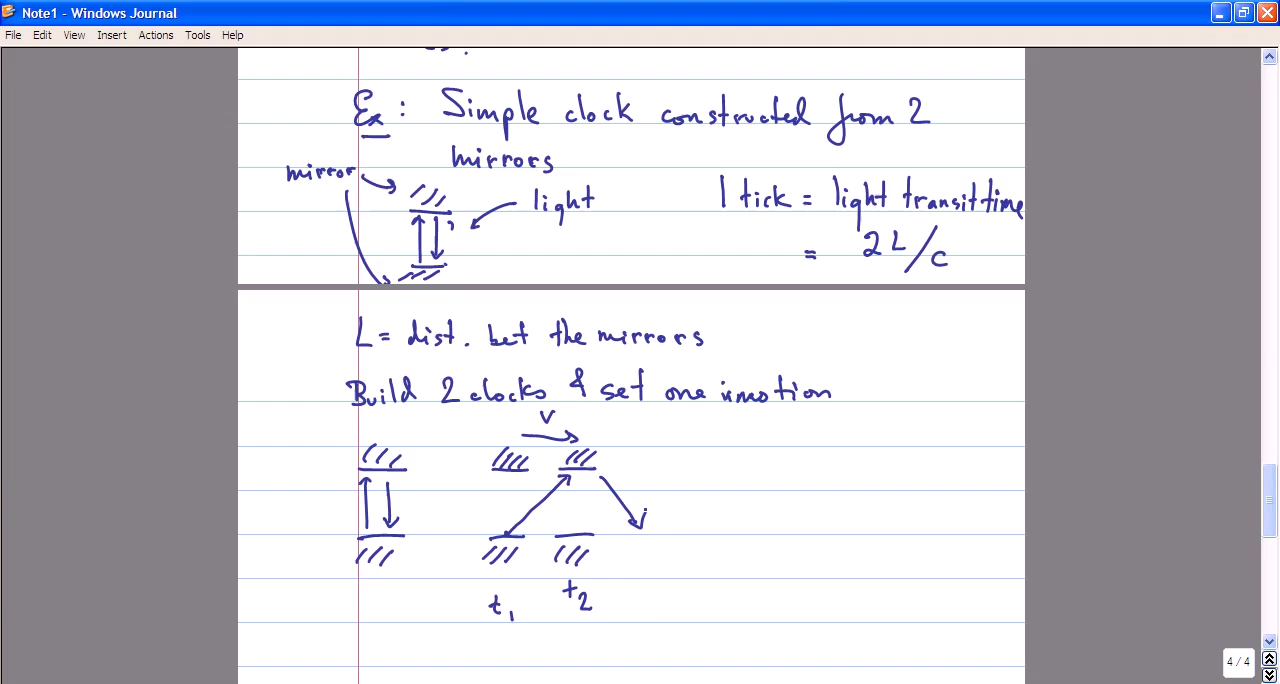 Note1 - Windows Journal
File Edit View Insert Actions Tools Help
Ex: Simple clock constructed from 2
mirrors
mirror
light
1 tick = light transit time
= 2L/c
L = dist. bet the mirrors
Build 2 clocks & set one in motion
v
t1 t2
4 / 4